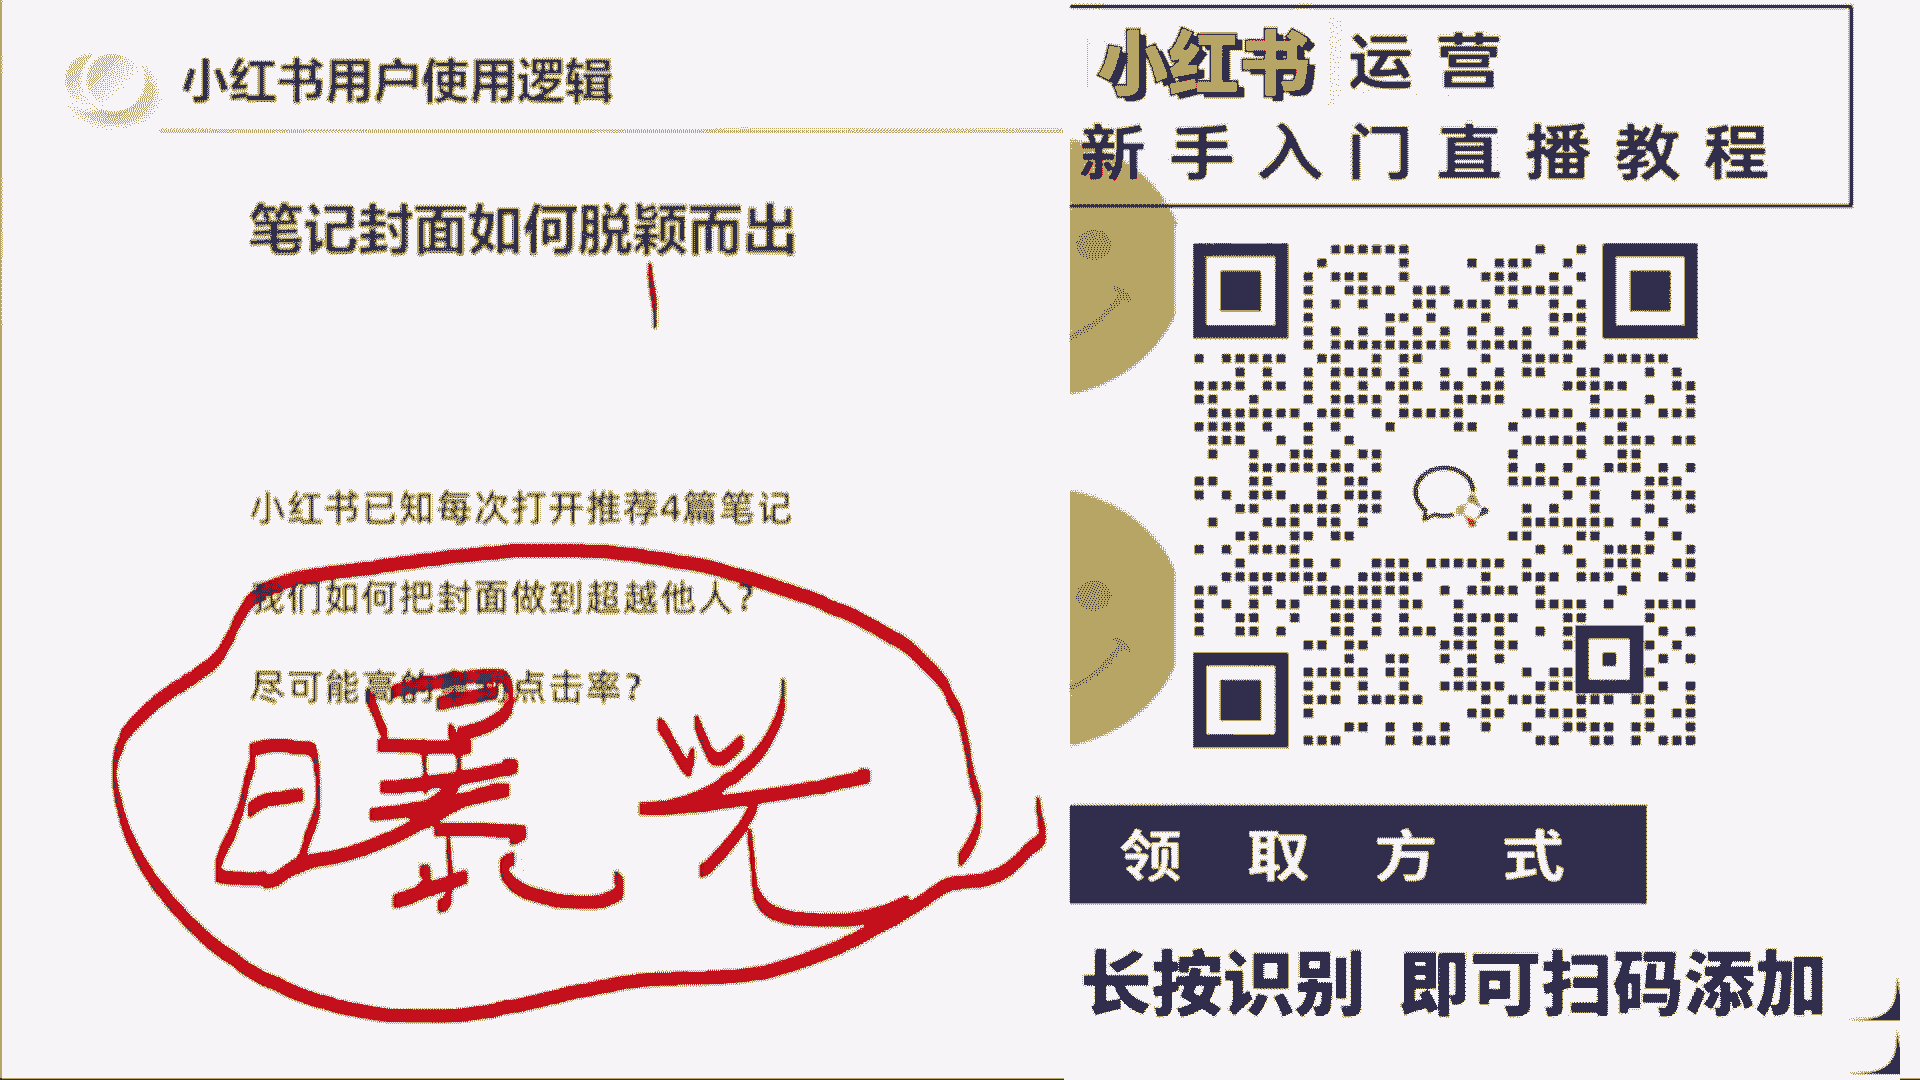 小红书用户使用逻辑
笔记封面如何脱颖而出
小红书已知每次打开推荐4篇笔记
我们如何把封面做到超越他人?
尽可能高的拿到点击率?
曝光
小红书 运营
新手入门直播教程
领取方式
长按识别 即可扫码添加